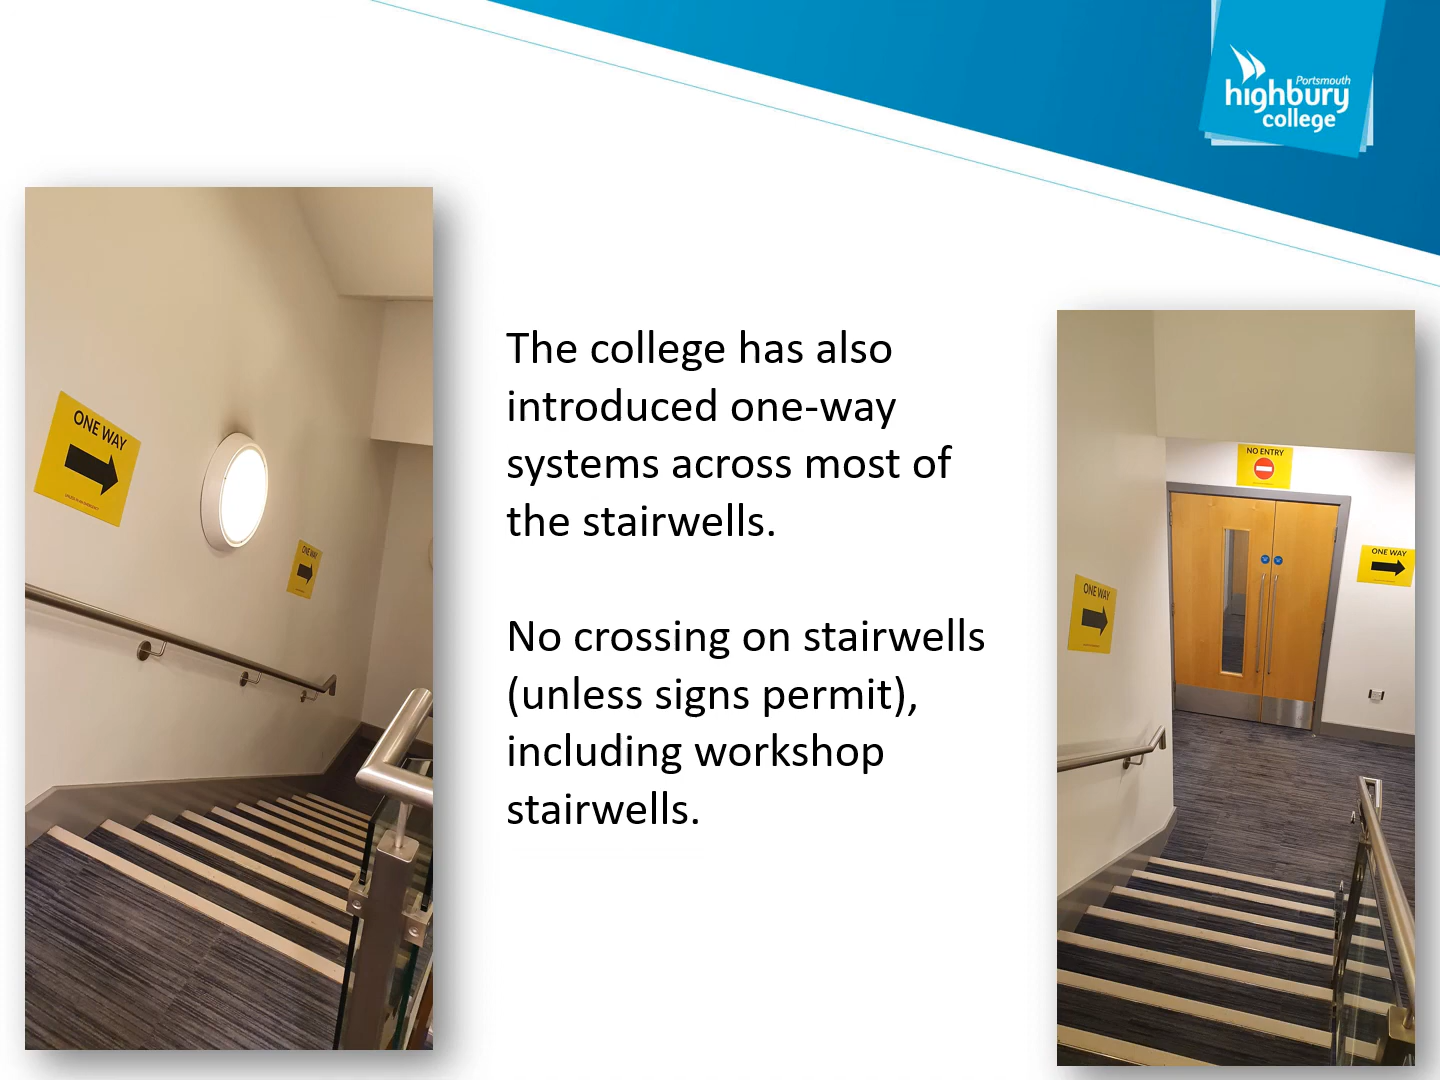 Portsmouth
highbury
college
The college has also
introduced one-way
systems across most of
the stairwells.
No crossing on stairwells
(unless signs permit),
including workshop
stairwells.
ONE WAY
ONE WAY
NO ENTRY
ONE WAY
ONE WAY